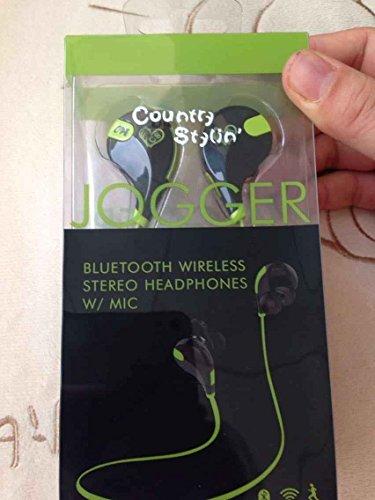 Country
Stylin'
JOGGER
BLUETOOTH WIRELESS
STEREO HEADPHONES
W/ MIC